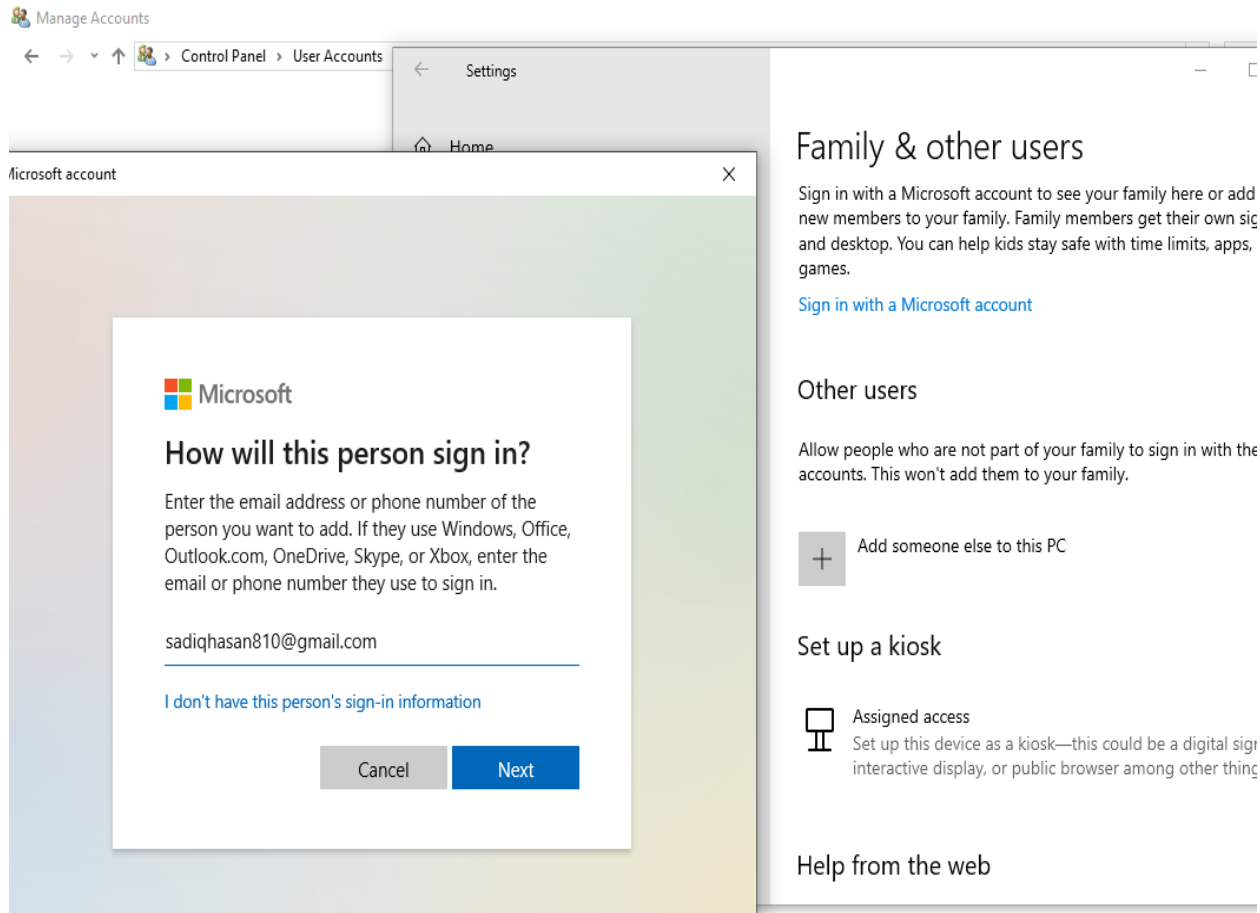 Manage Accounts
Control Panel › User Accounts
Settings
Home
Microsoft account
Microsoft
How will this person sign in?
Enter the email address or phone number of the
person you want to add. If they use Windows, Office,
Outlook.com, OneDrive, Skype, or Xbox, enter the
email or phone number they use to sign in.
sadiqhasan810@gmail.com
I don't have this person's sign-in information
Cancel
Next
Family & other users
Sign in with a Microsoft account to see your family here or add
new members to your family. Family members get their own
and desktop. You can help kids stay safe with time limits, apps,
games.
Sign in with a Microsoft account
Other users
Allow people who are not part of your family to sign in with
accounts. This won't add them to your family.
Add someone else to this PC
Set up a kiosk
Assigned access
Set up this device as a kiosk—this could be a digital
interactive display, or public browser among other
Help from the web